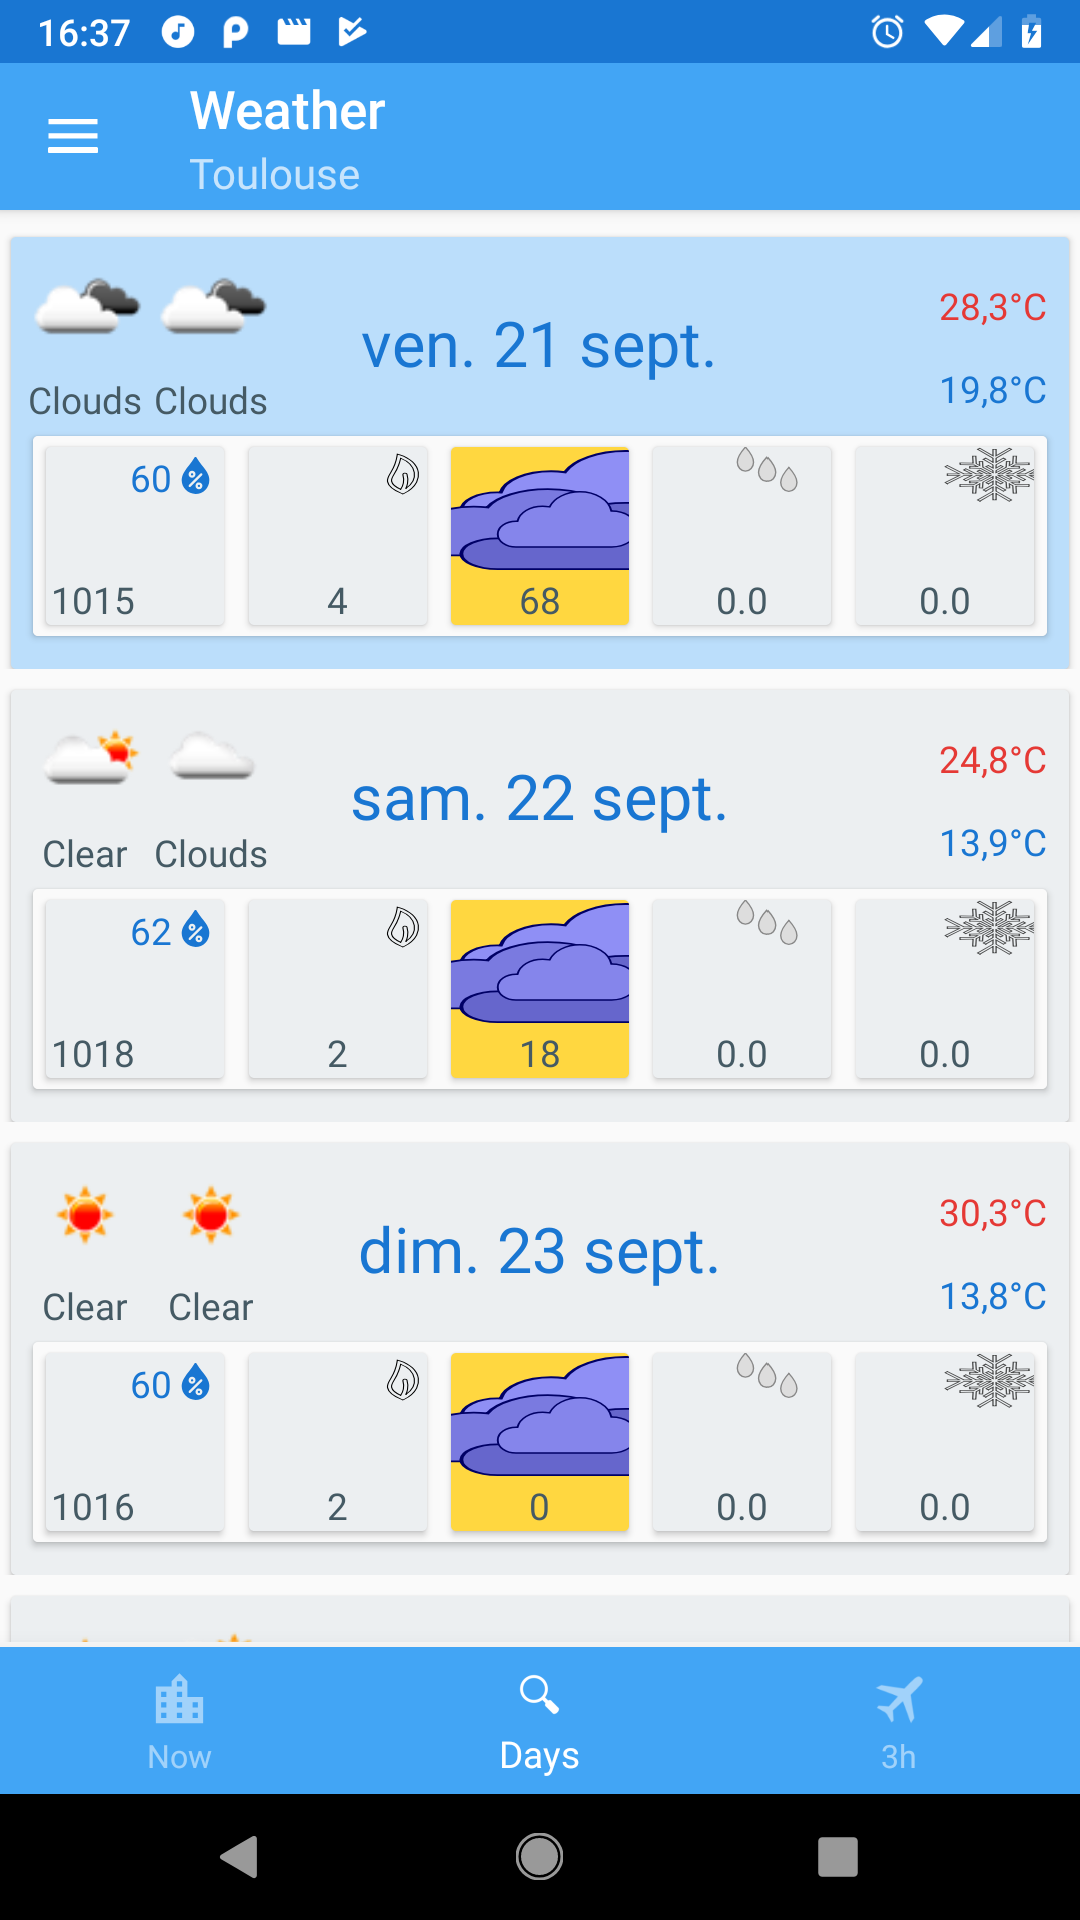 16:37
Weather
Toulouse
28,3°C
ven. 21 sept.
19,8°C
Clouds Clouds
60 %
1015 4 68 0.0 0.0
24,8°C
sam. 22 sept.
13,9°C
Clear Clouds
62 %
1018 2 18 0.0 0.0
30,3°C
dim. 23 sept.
13,8°C
Clear Clear
60 %
1016 2 0 0.0 0.0
Now Days 3h